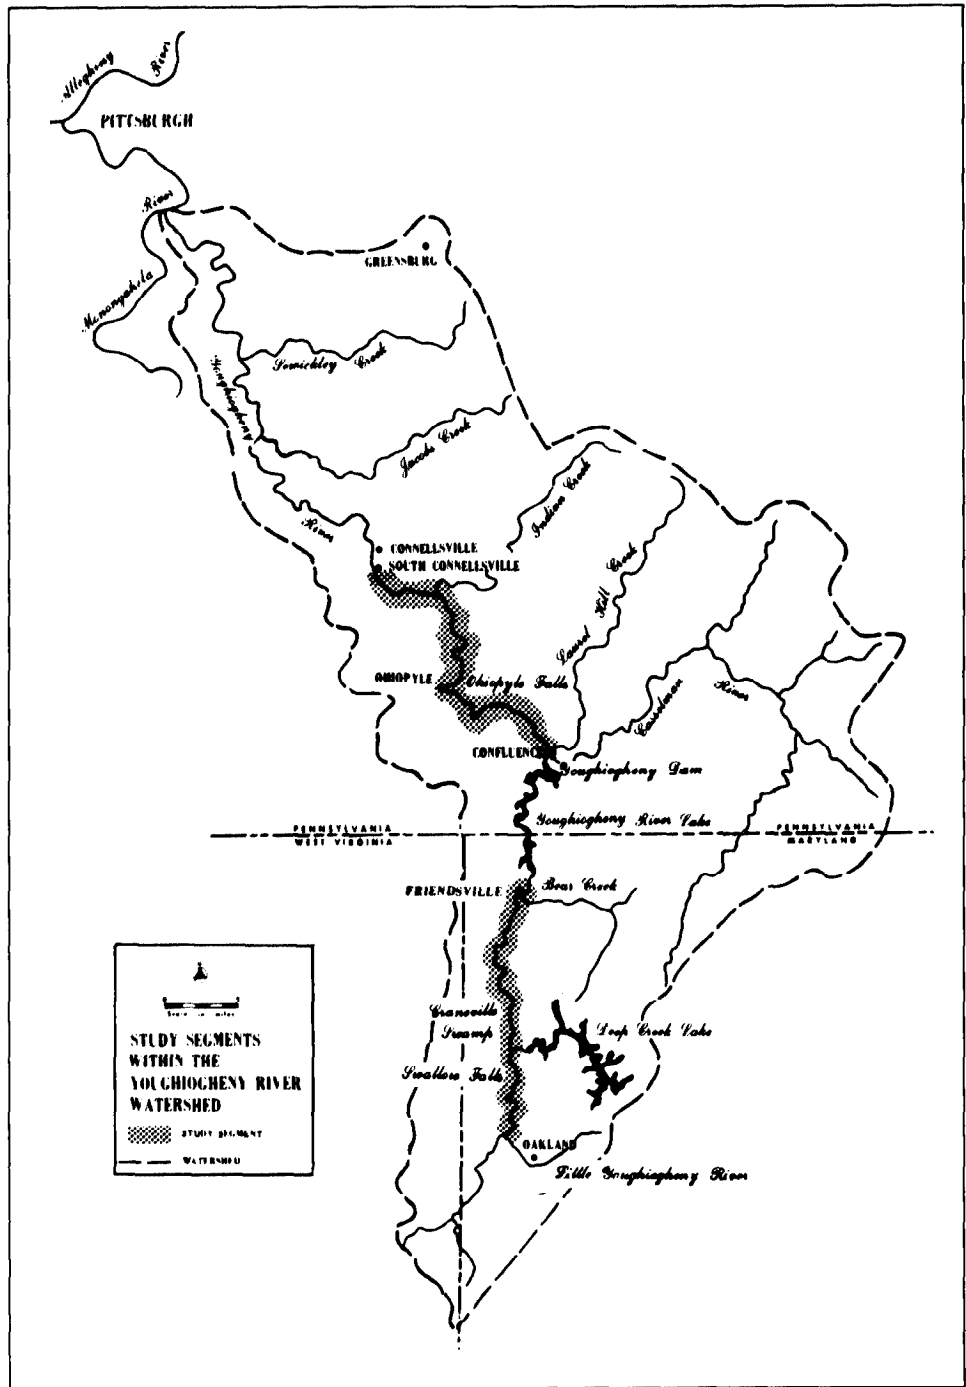 Allegheny
River
PITTSBURGH
River
Monongahela
GREENSBURG
Sewickley Creek
Youghiogheny
River
Jacobs Creek
Indian Creek
CONNELLSVILLE
SOUTH CONNELLSVILLE
Laurel Hill Creek
OHIOPYLE
Ohiopyle Falls
Casselman
River
CONFLUENCE
Youghiogheny Dam
Youghiogheny River Lake
PENNSYLVANIA
WEST VIRGINIA
PENNSYLVANIA
MARYLAND
FRIENDSVILLE
Bear Creek
Cranesville
Swamp
Deep Creek Lake
Swallow Falls
OAKLAND
Little Youghiogheny River
STUDY SEGMENTS
WITHIN THE
YOUGHIOGHENY RIVER
WATERSHED
STUDY SEGMENT
WATERSHED